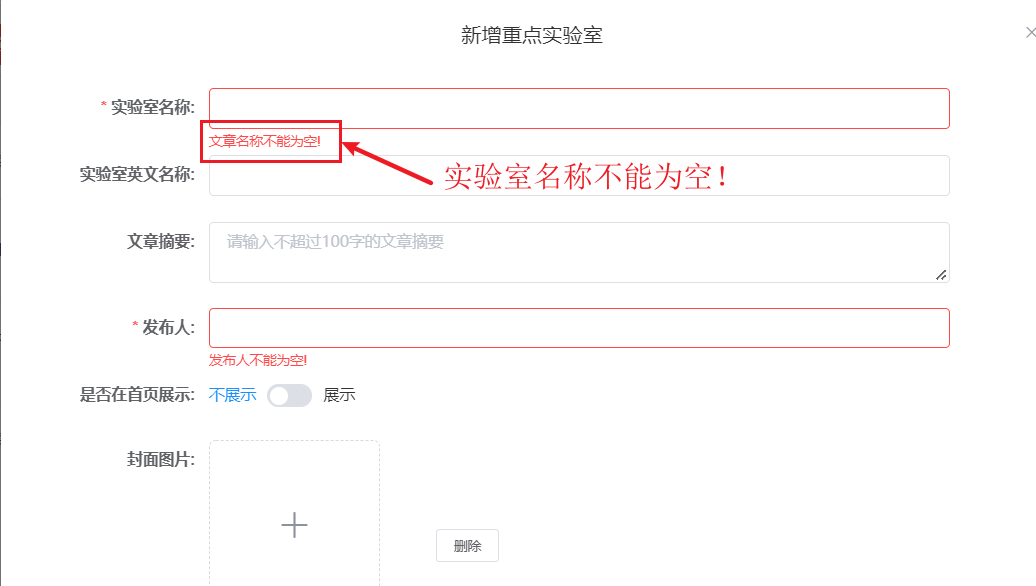 新增重点实验室
* 实验室名称:
文章名称不能为空!
实验室英文名称:
实验室名称不能为空！
文章摘要:
请输入不超过100字的文章摘要
* 发布人:
发布人不能为空!
是否在首页展示: 不展示 展示
封面图片:
删除